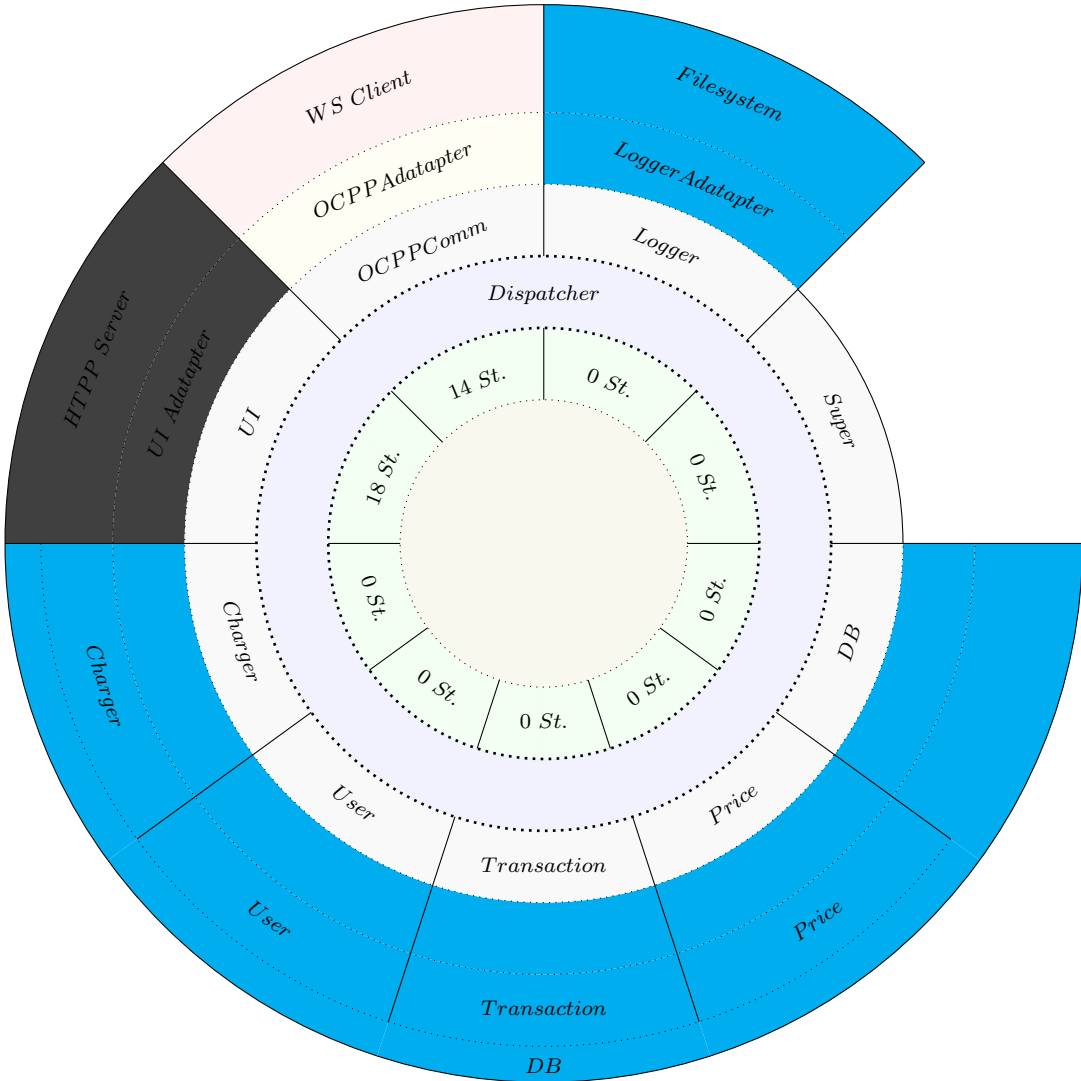 WS Client
Filesystem
OCPPAdatapter
LoggerAdatapter
OCPPComm
Logger
HTPP Server
UI Adatapter
UI
Dispatcher
Super
14 St.
0 St.
18 St.
0 St.
0 St.
0 St.
0 St.
0 St.
0 St.
Charger
DB
Charger
User
Price
Transaction
User
Price
Transaction
DB